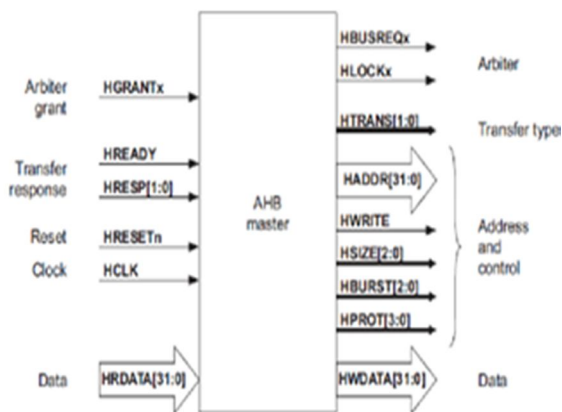 HBUSREQx
HLOCKx
Arbiter
Arbiter
grant
HGRANTx
HTRANS[1:0]
Transfer type
Transfer
response
HREADY
HRESP[1:0]
AHB
master
HADDR[31:0]
HWRITE
HSIZE[2:0]
HBURST[2:0]
HPROT[3:0]
Address
and
control
Reset
HRESETn
Clock
HCLK
Data
HRDATA[31:0]
HWDATA[31:0]
Data